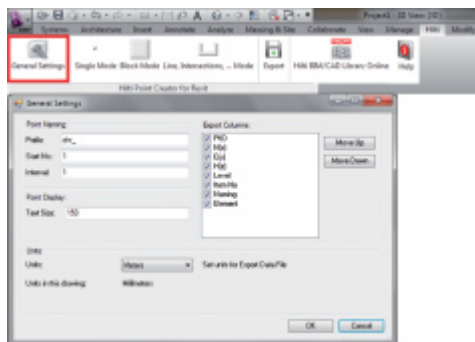 Project1 - 3D View: {3D}
Systems Architecture Insert Annotate Analyze Massing & Site Collaborate View Manage Hilti Modify
General Settings Single Mode Block Mode Line, Intersections, ... Mode Export Hilti BIM/CAD Library Online Help
Hilti Point Creator for Revit
General Settings
Point Naming
Prefix:
Start No.: 1
Interval: 1
Point Display
Text Size: 150
Export Columns:
PNO
N(y)
E(x)
H(z)
Level
Item No
Naming
Element
Move Up
Move Down
Units
Units: Meters Set units for Export Data File
Units in this drawing: Millimeters
OK Cancel